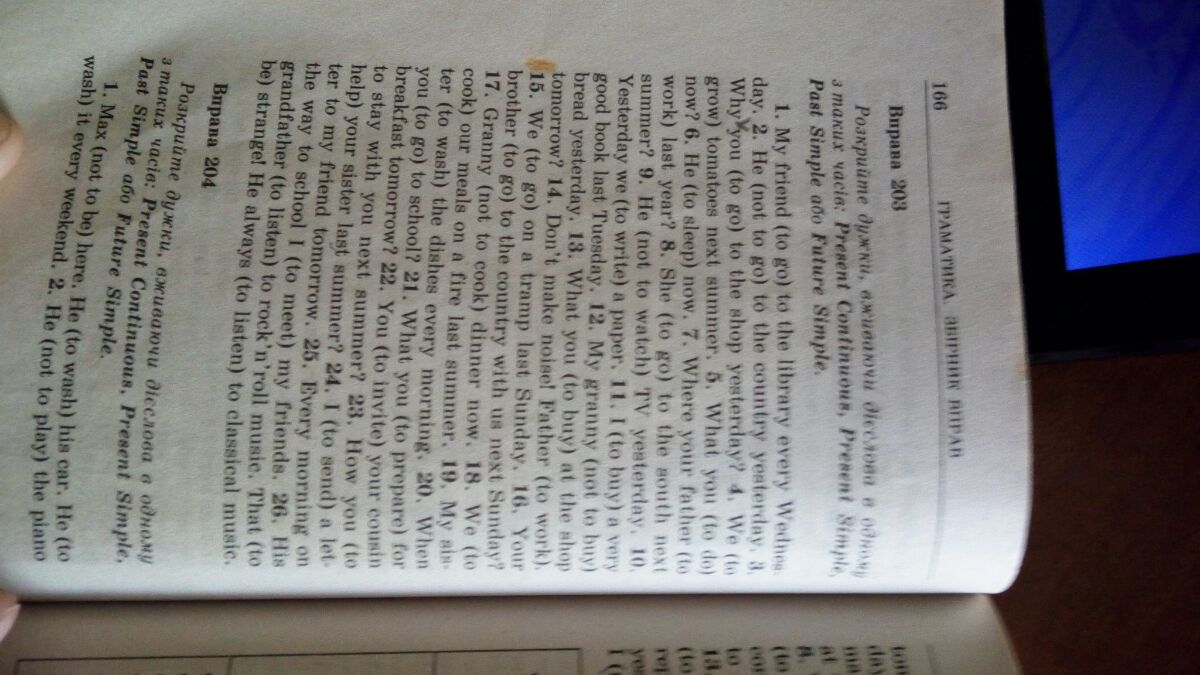 166 ГРАМАТИКА ЗБІРНИК ВПРАВ
Вправа 203
Розкрийте дужки, вживаючи дієслова в одному
з таких часів: Present Continuous, Present Simple,
Past Simple або Future Simple.
1. My friend (to go) to the library every Wednes-
day. 2. He (not to go) to the country yesterday. 3.
Why you (to go) to the shop yesterday? 4. We (to
grow) tomatoes next summer. 5. What you (to do)
now? 6. He (to sleep) now. 7. Where your father (to
work) last year? 8. She (to go) to the south next
summer? 9. He (not to watch) TV yesterday. 10.
Yesterday we (to write) a paper. 11. I (to buy) a very
good book last Tuesday. 12. My granny (not to buy)
bread yesterday. 13. What you (to buy) at the shop
tomorrow? 14. Don't make noise! Father (to work).
15. We (to go) on a tramp last Sunday. 16. Your
brother (to go) to the country with us next Sunday?
17. Granny (not to cook) dinner now. 18. We (to
cook) our meals on a fire last summer. 19. My sis-
ter (to wash) the dishes every morning. 20. When
you (to go) to school? 21. What you (to prepare) for
breakfast tomorrow? 22. You (to invite) your cousin
to stay with you next summer? 23. How you (to
help) your sister last summer? 24. I (to send) a let-
ter to my friend tomorrow. 25. Every morning on
the way to school I (to meet) my friends. 26. His
grandfather (to listen) to rock'n'roll music. That (to
be) strange! He always (to listen) to classical music.
Вправа 204
Розкрийте дужки, вживаючи дієслова в одному
з таких часів: Present Continuous, Present Simple,
Past Simple або Future Simple.
1. Max (not to be) here. He (to wash) his car. He (to
wash) it every weekend. 2. He (not to play) the piano